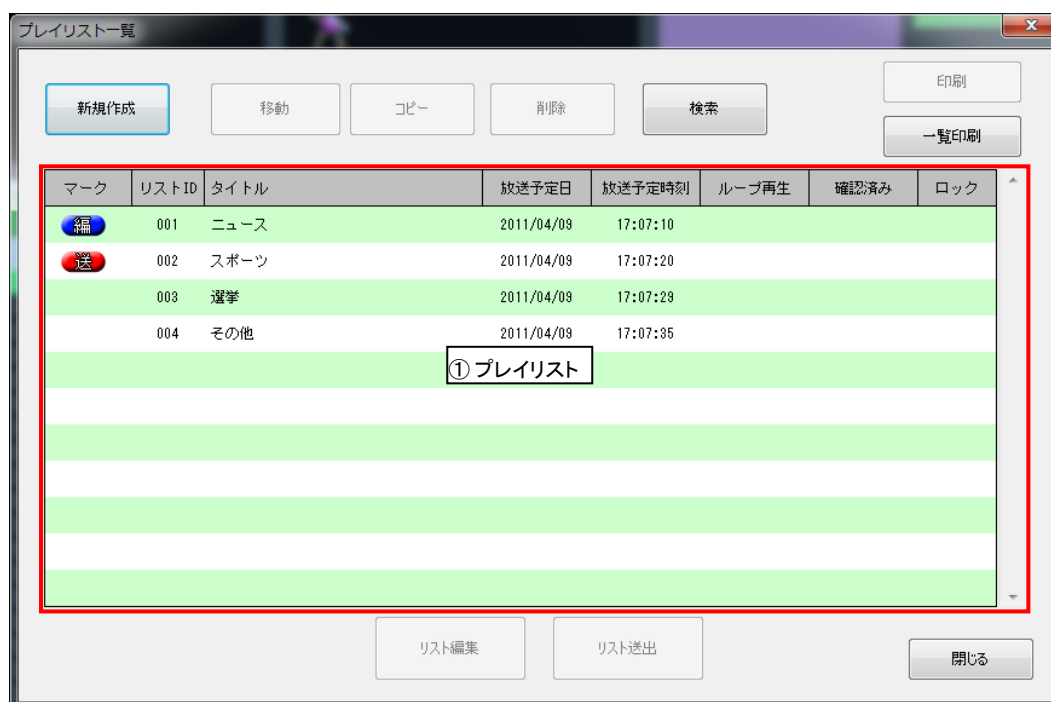 プレイリスト一覧
新規作成 移動 コピー 削除 検索 印刷
一覧印刷
マーク リストID タイトル 放送予定日 放送予定時刻 ループ再生 確認済み ロック
編 001 ニュース 2011/04/09 17:07:10
送 002 スポーツ 2011/04/09 17:07:20
003 選挙 2011/04/09 17:07:29
004 その他 2011/04/09 17:07:35
① プレイリスト
リスト編集 リスト送出 閉じる